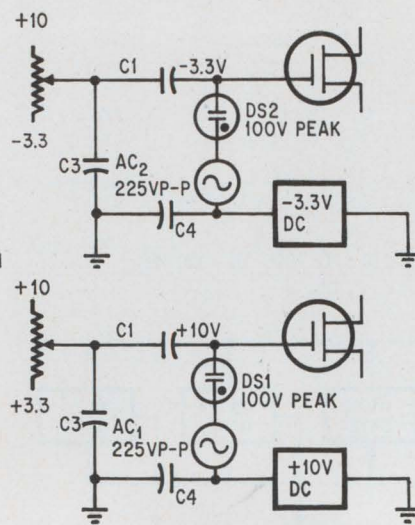 +10
C1
-3.3V
DS2
100V PEAK
-3.3
C3
AC2
225VP-P
C4
-3.3V
DC
+10
C1
+10V
DS1
100V PEAK
+3.3
C3
AC1
225VP-P
C4
+10V
DC